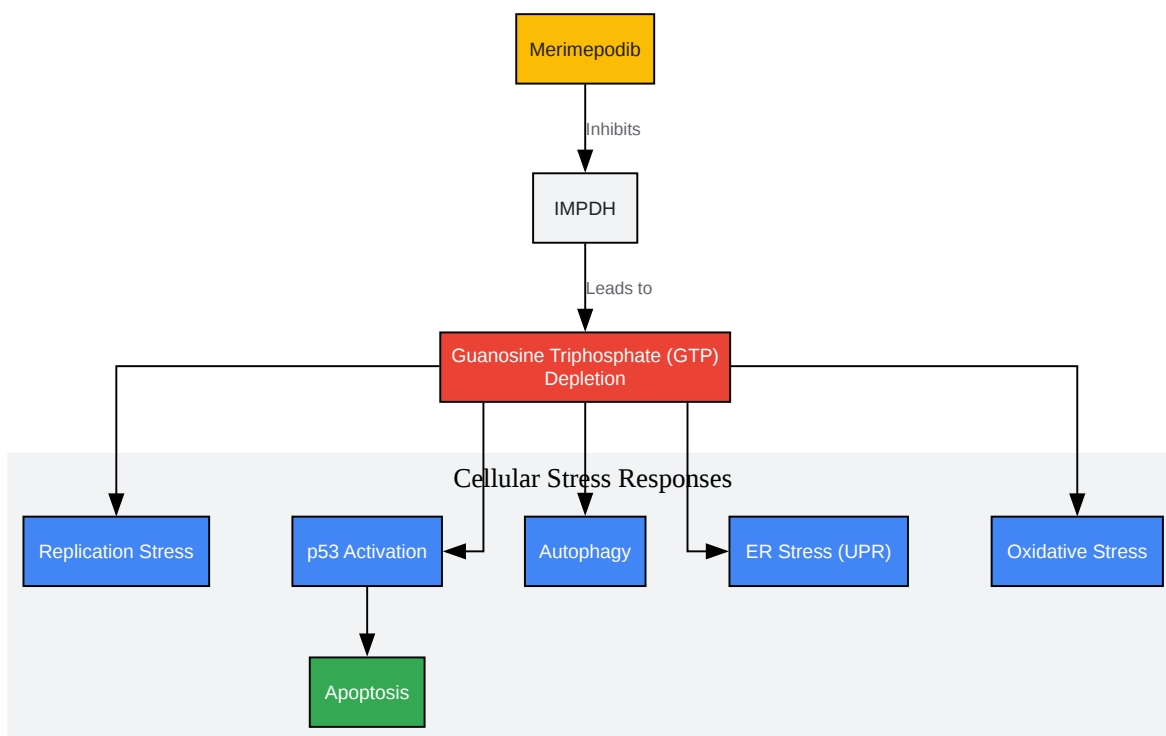 Merimepodib
Inhibits
IMPDH
Leads to
Guanosine Triphosphate (GTP)
Depletion
Cellular Stress Responses
Replication Stress
p53 Activation
Autophagy
ER Stress (UPR)
Oxidative Stress
Apoptosis